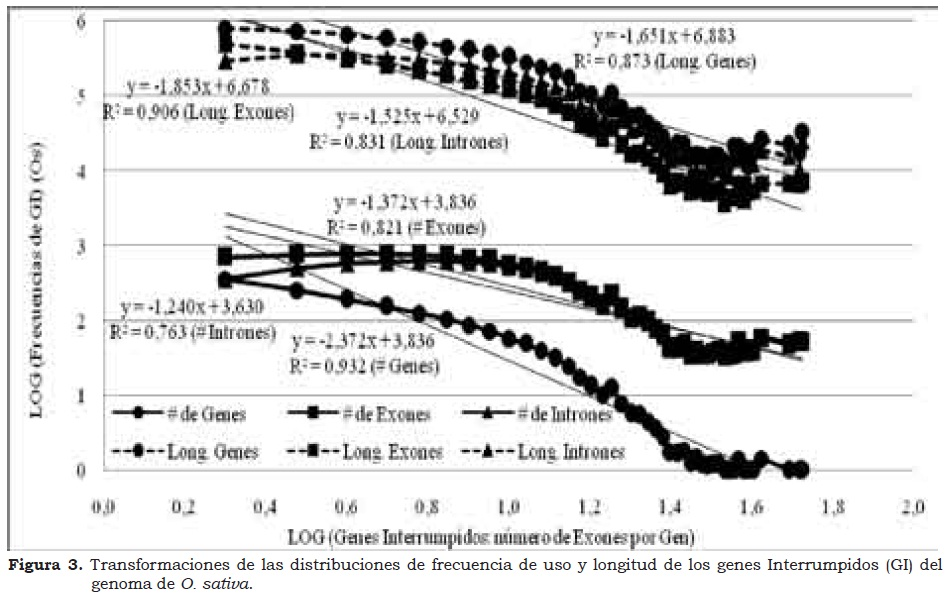 LOG (Frecuencias de GI) (Os)
6
5
4
3
2
1
0
y = -1,651x + 6,883
R² = 0,873 (Long. Genes)
y = -1,853x + 6,678
R² = 0,906 (Long. Exones)
y = -1,525x + 6,529
R² = 0,831 (Long. Intrones)
y = -1,372x + 3,836
R² = 0,821 (# Exones)
y = -1,240x + 3,630
R² = 0,763 (# Intrones)
y = -2,372x + 3,836
R² = 0,932 (# Genes)
# de Genes # de Exones # de Intrones
Long. Genes Long. Exones Long. Intrones
0,0 0,2 0,4 0,6 0,8 1,0 1,2 1,4 1,6 1,8 2,0
LOG (Genes Interrumpidos: número de Exones por Gen)
Figura 3. Transformaciones de las distribuciones de frecuencia de uso y longitud de los genes Interrumpidos (GI) del
genoma de O. sativa.